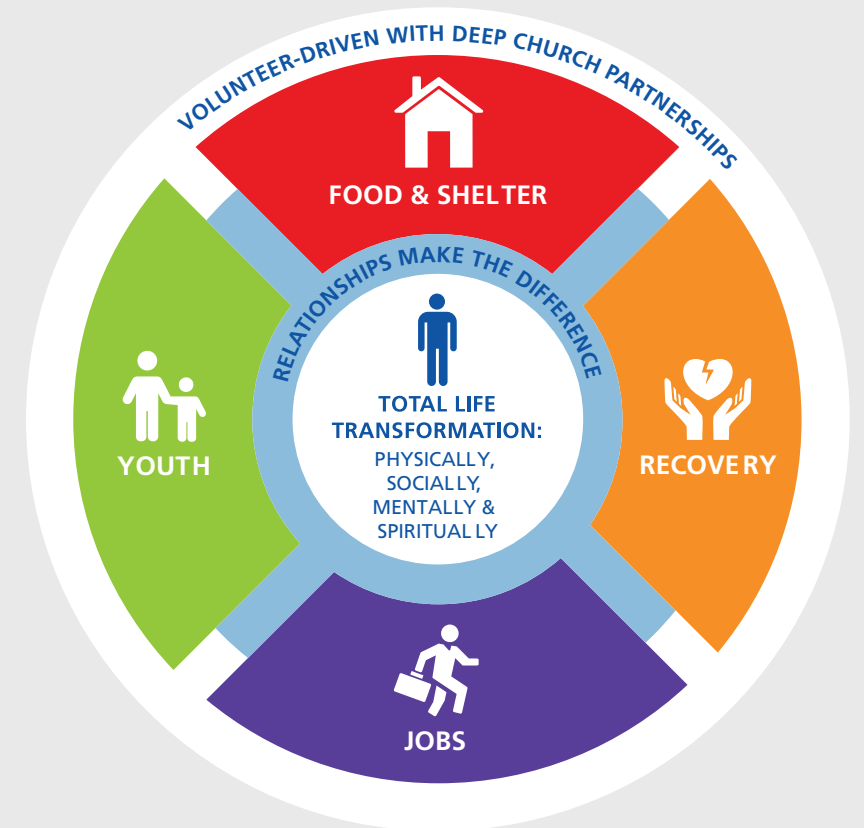 VOLUNTEER-DRIVEN WITH DEEP CHURCH PARTNERSHIPS
FOOD & SHELTER
RELATIONSHIPS MAKE THE DIFFERENCE
TOTAL LIFE
TRANSFORMATION:
PHYSICALLY,
SOCIALLY,
MENTALLY &
SPIRITUALLY
YOUTH
RECOVERY
JOBS